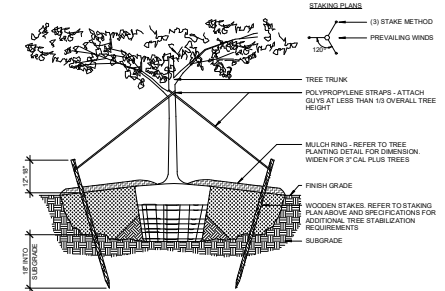 STAKING PLANS
(3) STAKE METHOD
PREVAILING WINDS
120°
TREE TRUNK
POLYPROPYLENE STRAPS - ATTACH
GUYS AT LESS THAN 1/3 OVERALL TREE
HEIGHT
MULCH RING - REFER TO TREE
PLANTING DETAIL FOR DIMENSION.
WIDEN FOR 3" CAL PLUS TREES
12"- 18"
FINISH GRADE
WOODEN STAKES. REFER TO STAKING
PLAN ABOVE AND SPECIFICATIONS FOR
ADDITIONAL TREE STABILIZATION
REQUIREMENTS
SUBGRADE
18" INTO
SUBGRADE